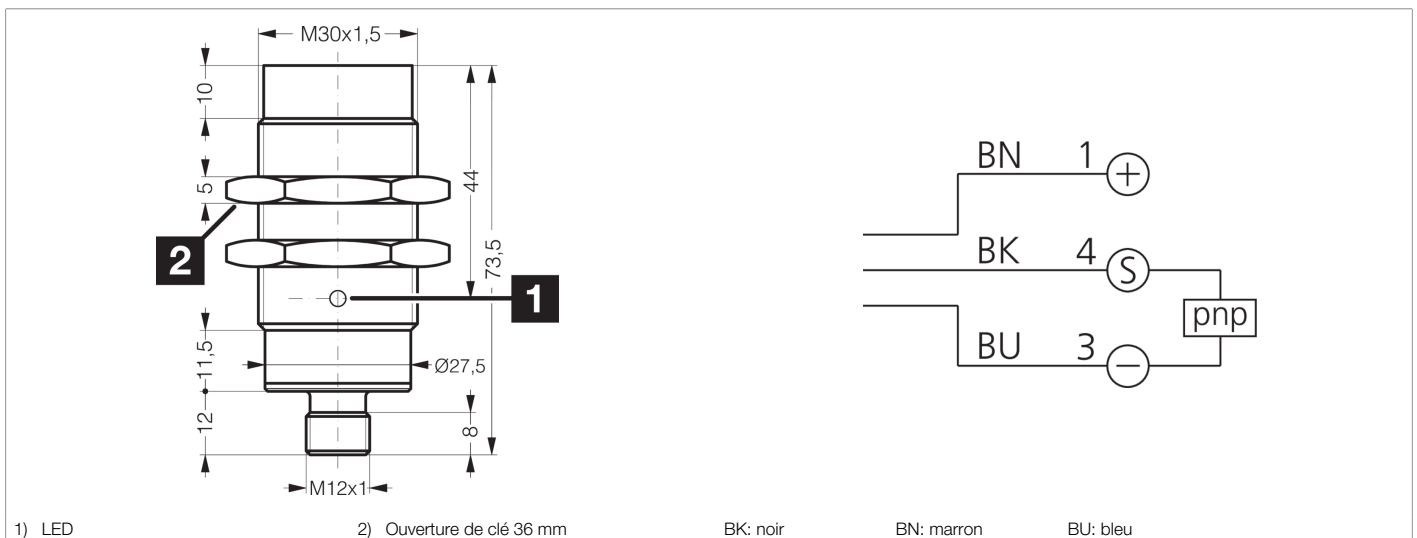 M30x1,5
10
5
44
73,5
2
1
11,5
Ø27,5
12
8
M12x1
BN 1 +
BK 4 S
pnp
BU 3 −
1) LED 2) Ouverture de clé 36 mm BK: noir BN: marron BU: bleu